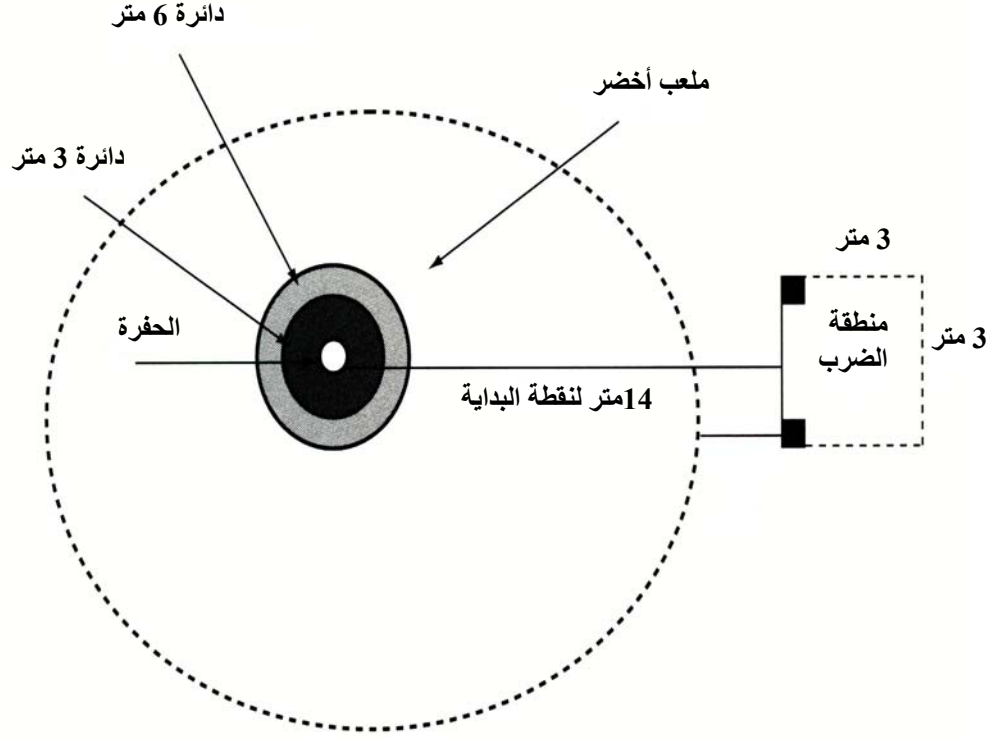 دائرة 6 متر
ملعب أخضر
دائرة 3 متر
3 متر
الحفرة
منطقة
الضرب
3 متر
14متر لنقطة البداية